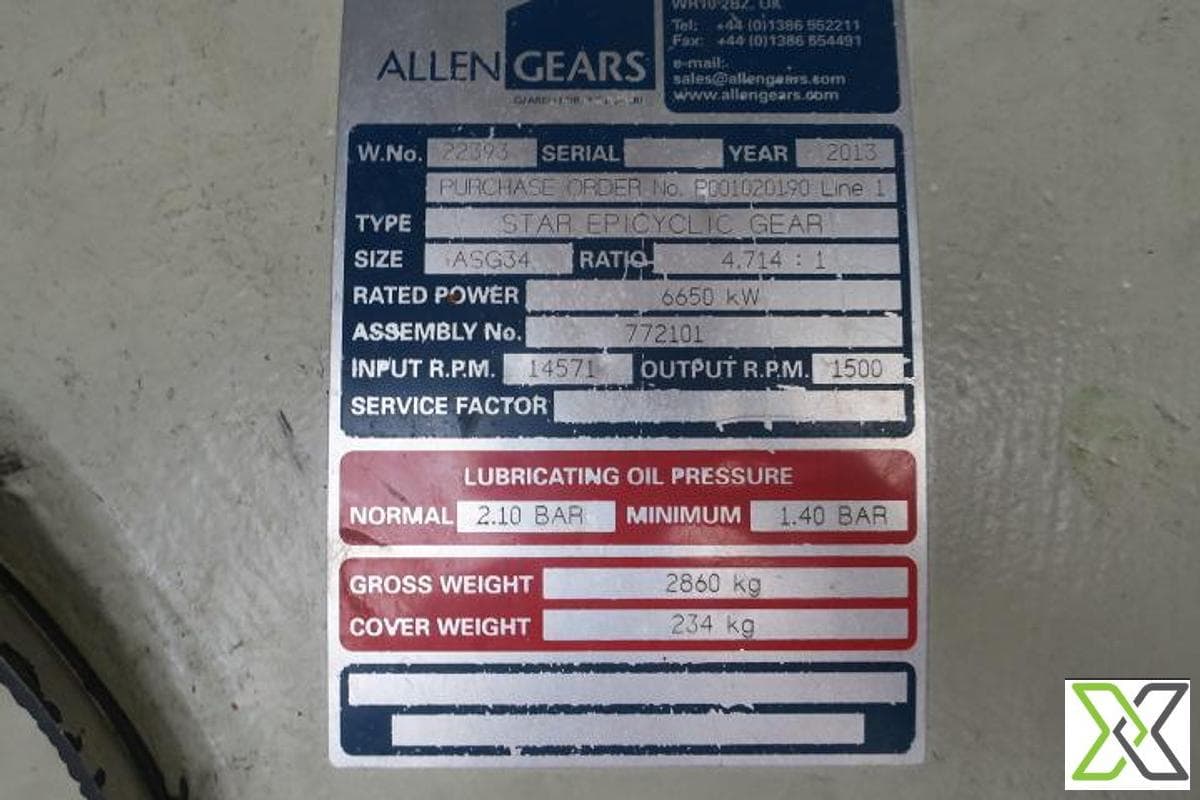 WR10 2BZ, UK
Tel: +44 (0)1386 552211
Fax: +44 (0)1386 554491
e-mail:
sales@allengears.com
www.allengears.com
ALLEN GEARS
W.No. 22393 SERIAL YEAR 2013
PURCHASE ORDER No. P001020190 Line 1
TYPE STAR EPICYCLIC GEAR
SIZE ASG34 RATIO 4.714 : 1
RATED POWER 6650 kW
ASSEMBLY No. 772101
INPUT R.P.M. 14571 OUTPUT R.P.M. 1500
SERVICE FACTOR
LUBRICATING OIL PRESSURE
NORMAL 2.10 BAR MINIMUM 1.40 BAR
GROSS WEIGHT 2860 kg
COVER WEIGHT 234 kg